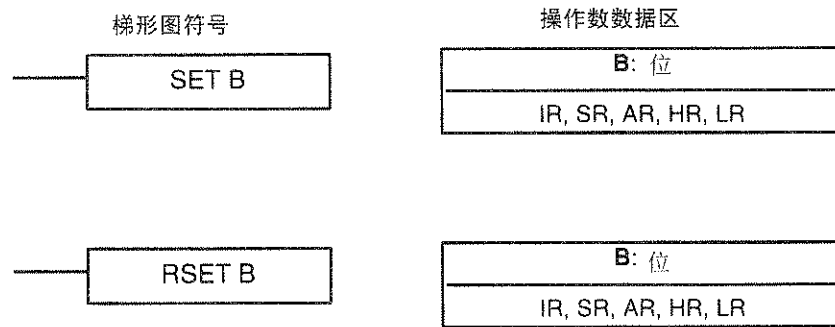 梯形图符号
操作数数据区
SET B
B: 位
IR, SR, AR, HR, LR
RSET B
B: 位
IR, SR, AR, HR, LR